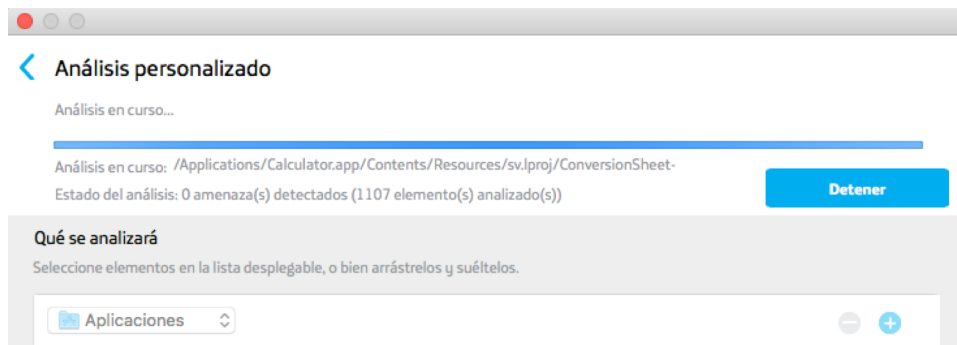 Análisis personalizado
Análisis en curso...
Análisis en curso: /Applications/Calculator.app/Contents/Resources/sv.lproj/ConversionSheet-
Estado del análisis: 0 amenaza(s) detectados (1107 elemento(s) analizado(s))
Detener
Qué se analizará
Seleccione elementos en la lista desplegable, o bien arrástrelos y suéltelos.
Aplicaciones